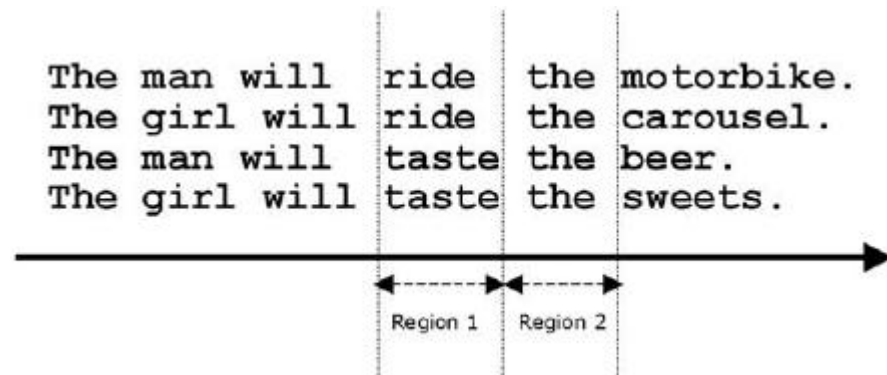 The man will ride the motorbike.
The girl will ride the carousel.
The man will taste the beer.
The girl will taste the sweets.
Region 1 Region 2